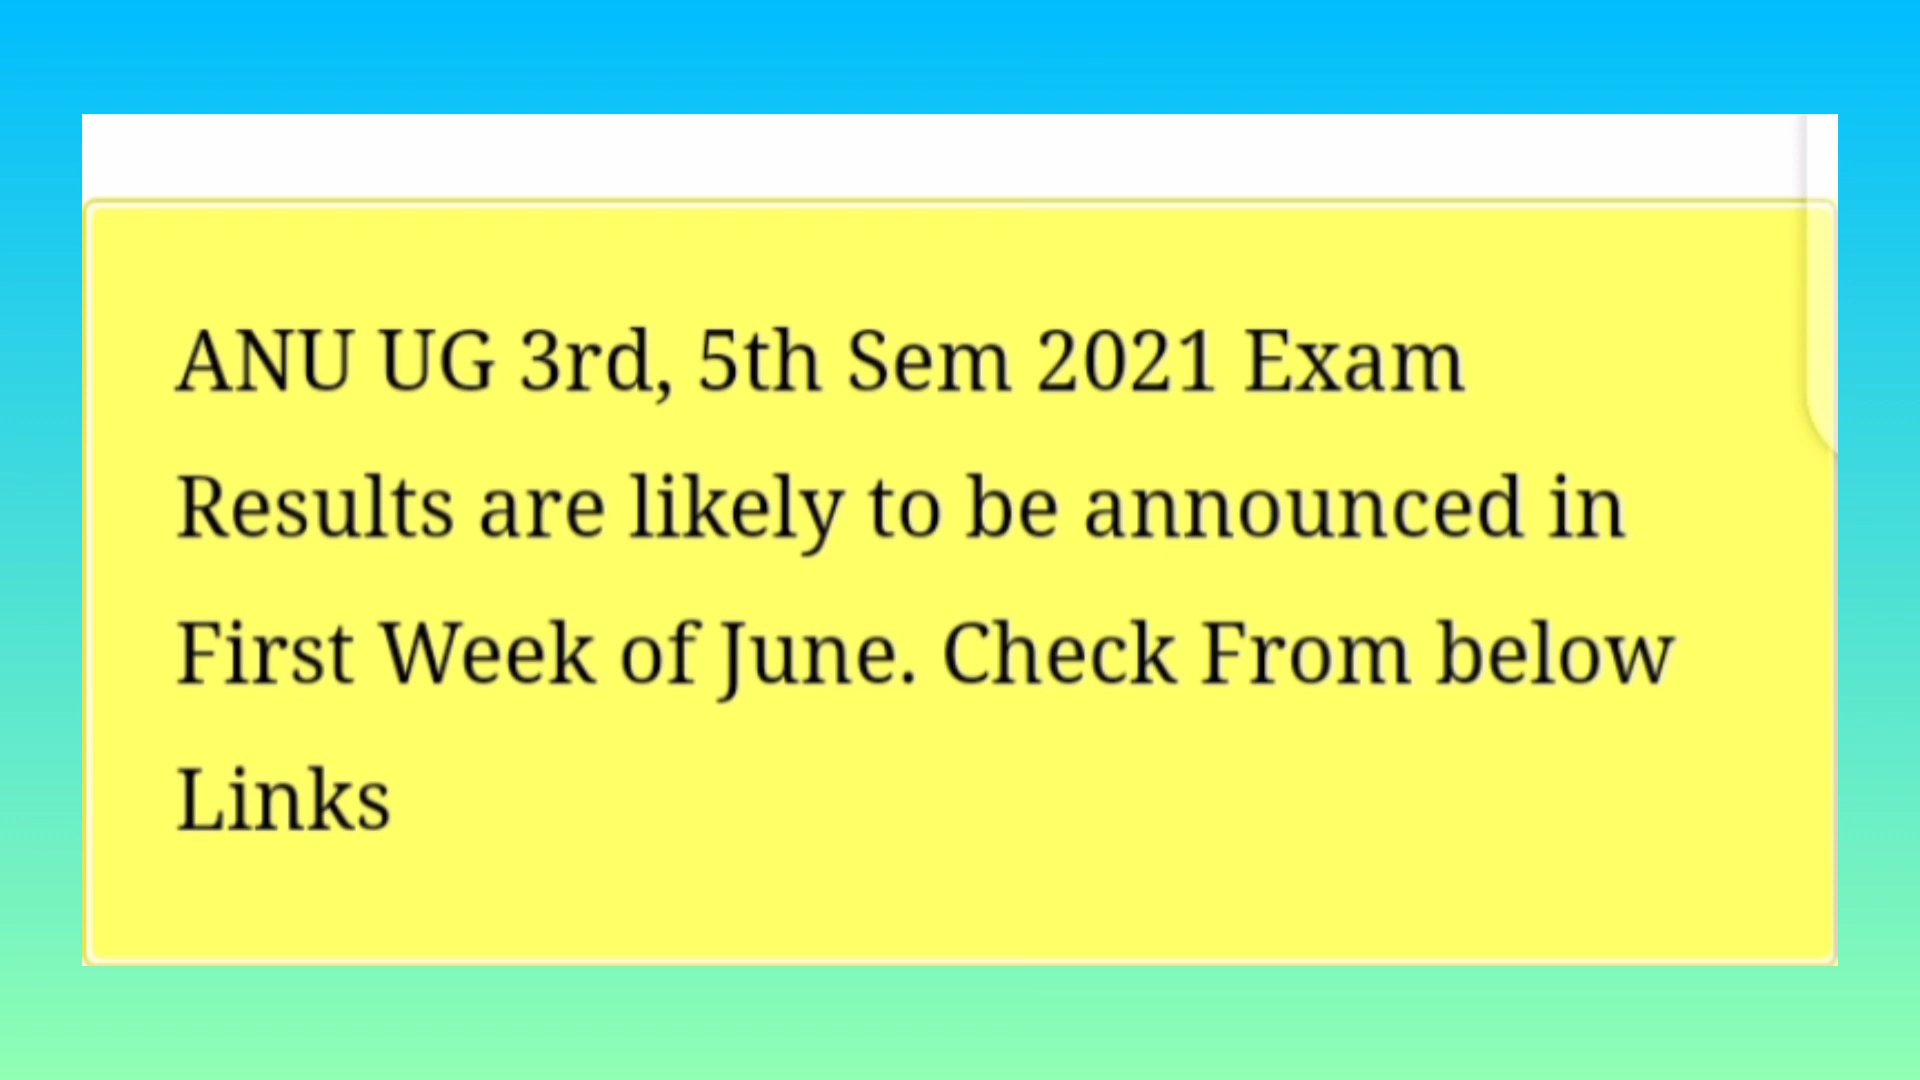 ANU UG 3rd, 5th Sem 2021 Exam
Results are likely to be announced in
First Week of June. Check From below
Links